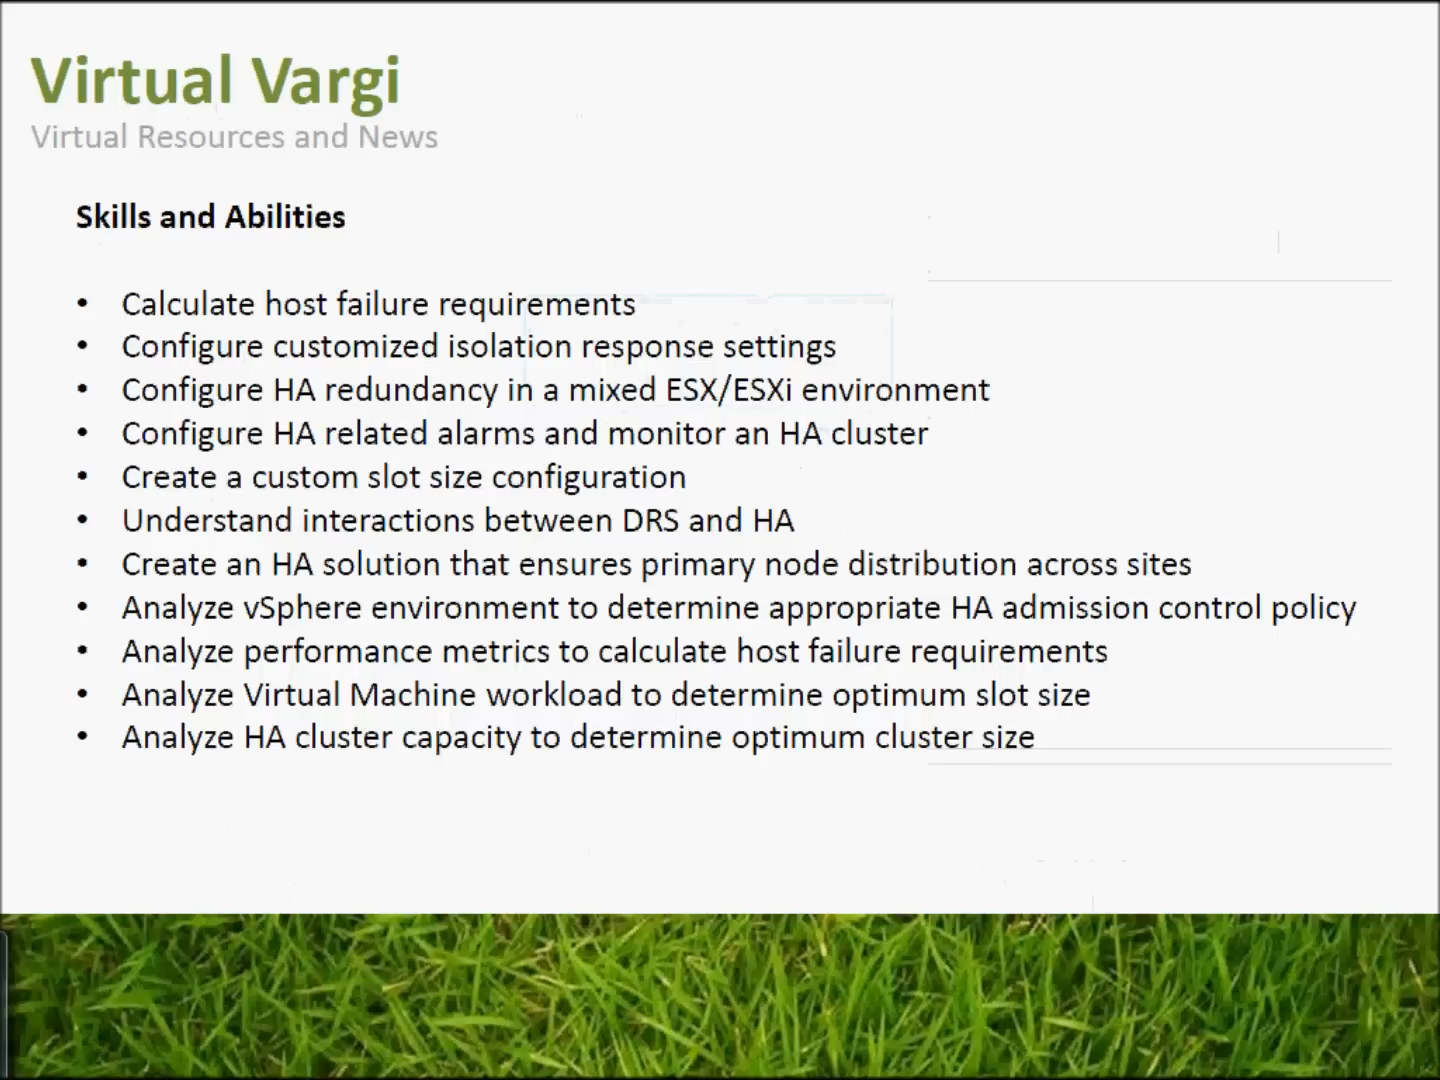 Virtual Vargi
Virtual Resources and News
Skills and Abilities
• Calculate host failure requirements
• Configure customized isolation response settings
• Configure HA redundancy in a mixed ESX/ESXi environment
• Configure HA related alarms and monitor an HA cluster
• Create a custom slot size configuration
• Understand interactions between DRS and HA
• Create an HA solution that ensures primary node distribution across sites
• Analyze vSphere environment to determine appropriate HA admission control policy
• Analyze performance metrics to calculate host failure requirements
• Analyze Virtual Machine workload to determine optimum slot size
• Analyze HA cluster capacity to determine optimum cluster size